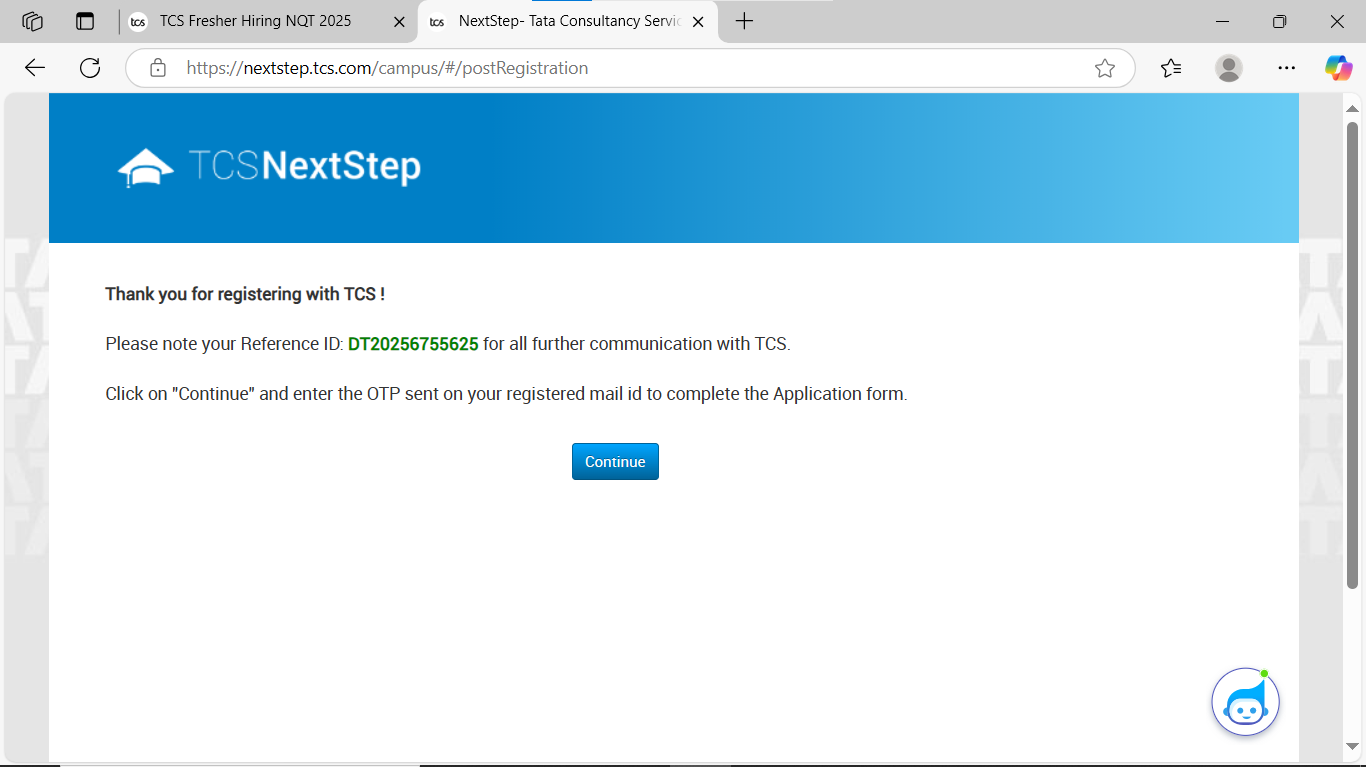 tcs TCS Fresher Hiring NQT 2025
tcs NextStep- Tata Consultancy Servic
https://nextstep.tcs.com/campus/#/postRegistration
TCS NextStep
Thank you for registering with TCS !
Please note your Reference ID: DT20256755625 for all further communication with TCS.
Click on "Continue" and enter the OTP sent on your registered mail id to complete the Application form.
Continue